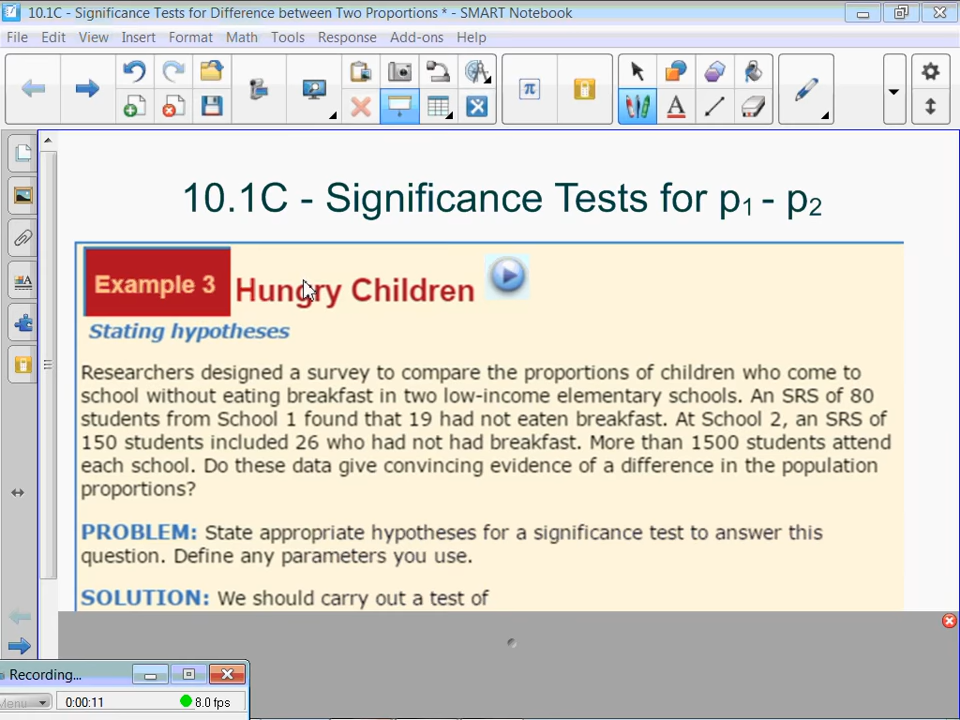 10.1C - Significance Tests for Difference between Two Proportions * - SMART Notebook
File Edit View Insert Format Math Tools Response Add-ons Help
π
A
10.1C - Significance Tests for p1 - p2
Example 3 Hungry Children
Stating hypotheses
Researchers designed a survey to compare the proportions of children who come to
school without eating breakfast in two low-income elementary schools. An SRS of 80
students from School 1 found that 19 had not eaten breakfast. At School 2, an SRS of
150 students included 26 who had not had breakfast. More than 1500 students attend
each school. Do these data give convincing evidence of a difference in the population
proportions?
PROBLEM: State appropriate hypotheses for a significance test to answer this
question. Define any parameters you use.
SOLUTION: We should carry out a test of
Recording...
Menu 0:00:11 8.0 fps